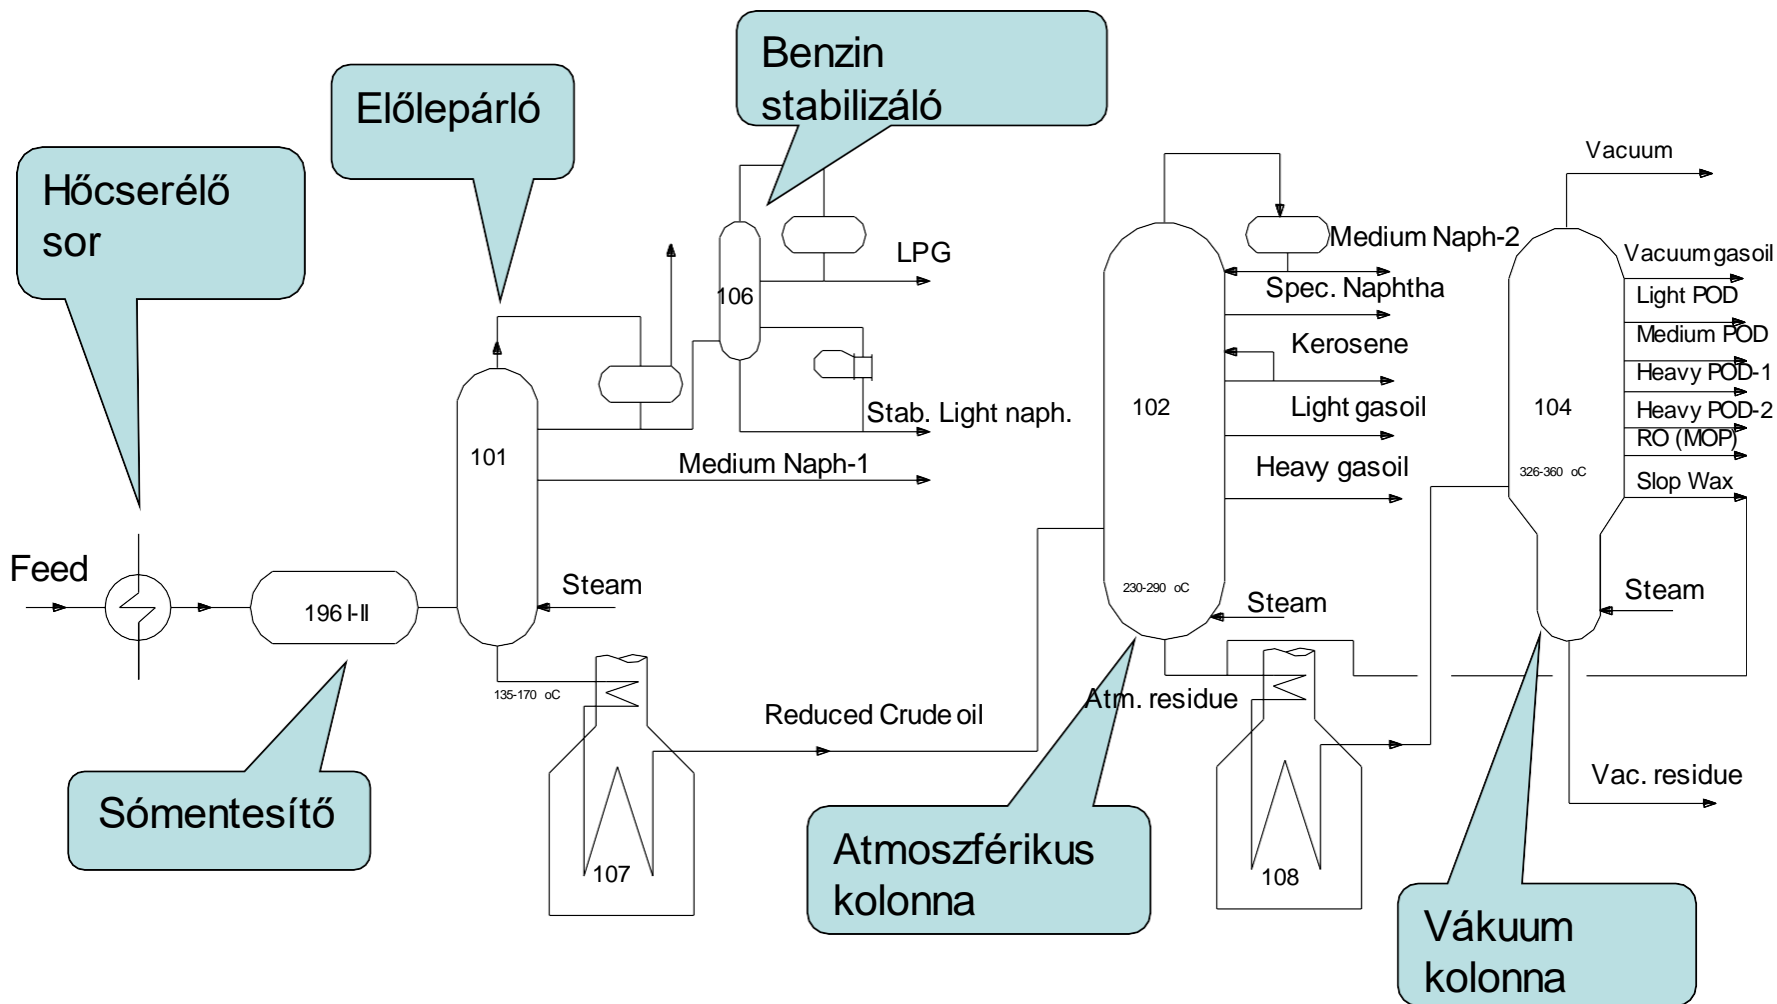 Benzin
stabilizáló
Előlepárló
Hőcserélő
sor
Vacuum
Medium Naph-2
Vacuum gasoil
LPG
Spec. Naphtha
Light POD
106
Medium POD
Kerosene
Heavy POD-1
102
104
Light gasoil
Stab. Light naph.
Heavy POD-2
RO (MOP)
101
Medium Naph-1
Heavy gasoil
326-360 oC
Slop Wax
Feed
Steam
230-290 oC
Steam
Steam
196 I-II
135-170 oC
Atm. residue
Reduced Crude oil
Vac. residue
Sómentesítő
107
Atmoszférikus
kolonna
108
Vákuum
kolonna